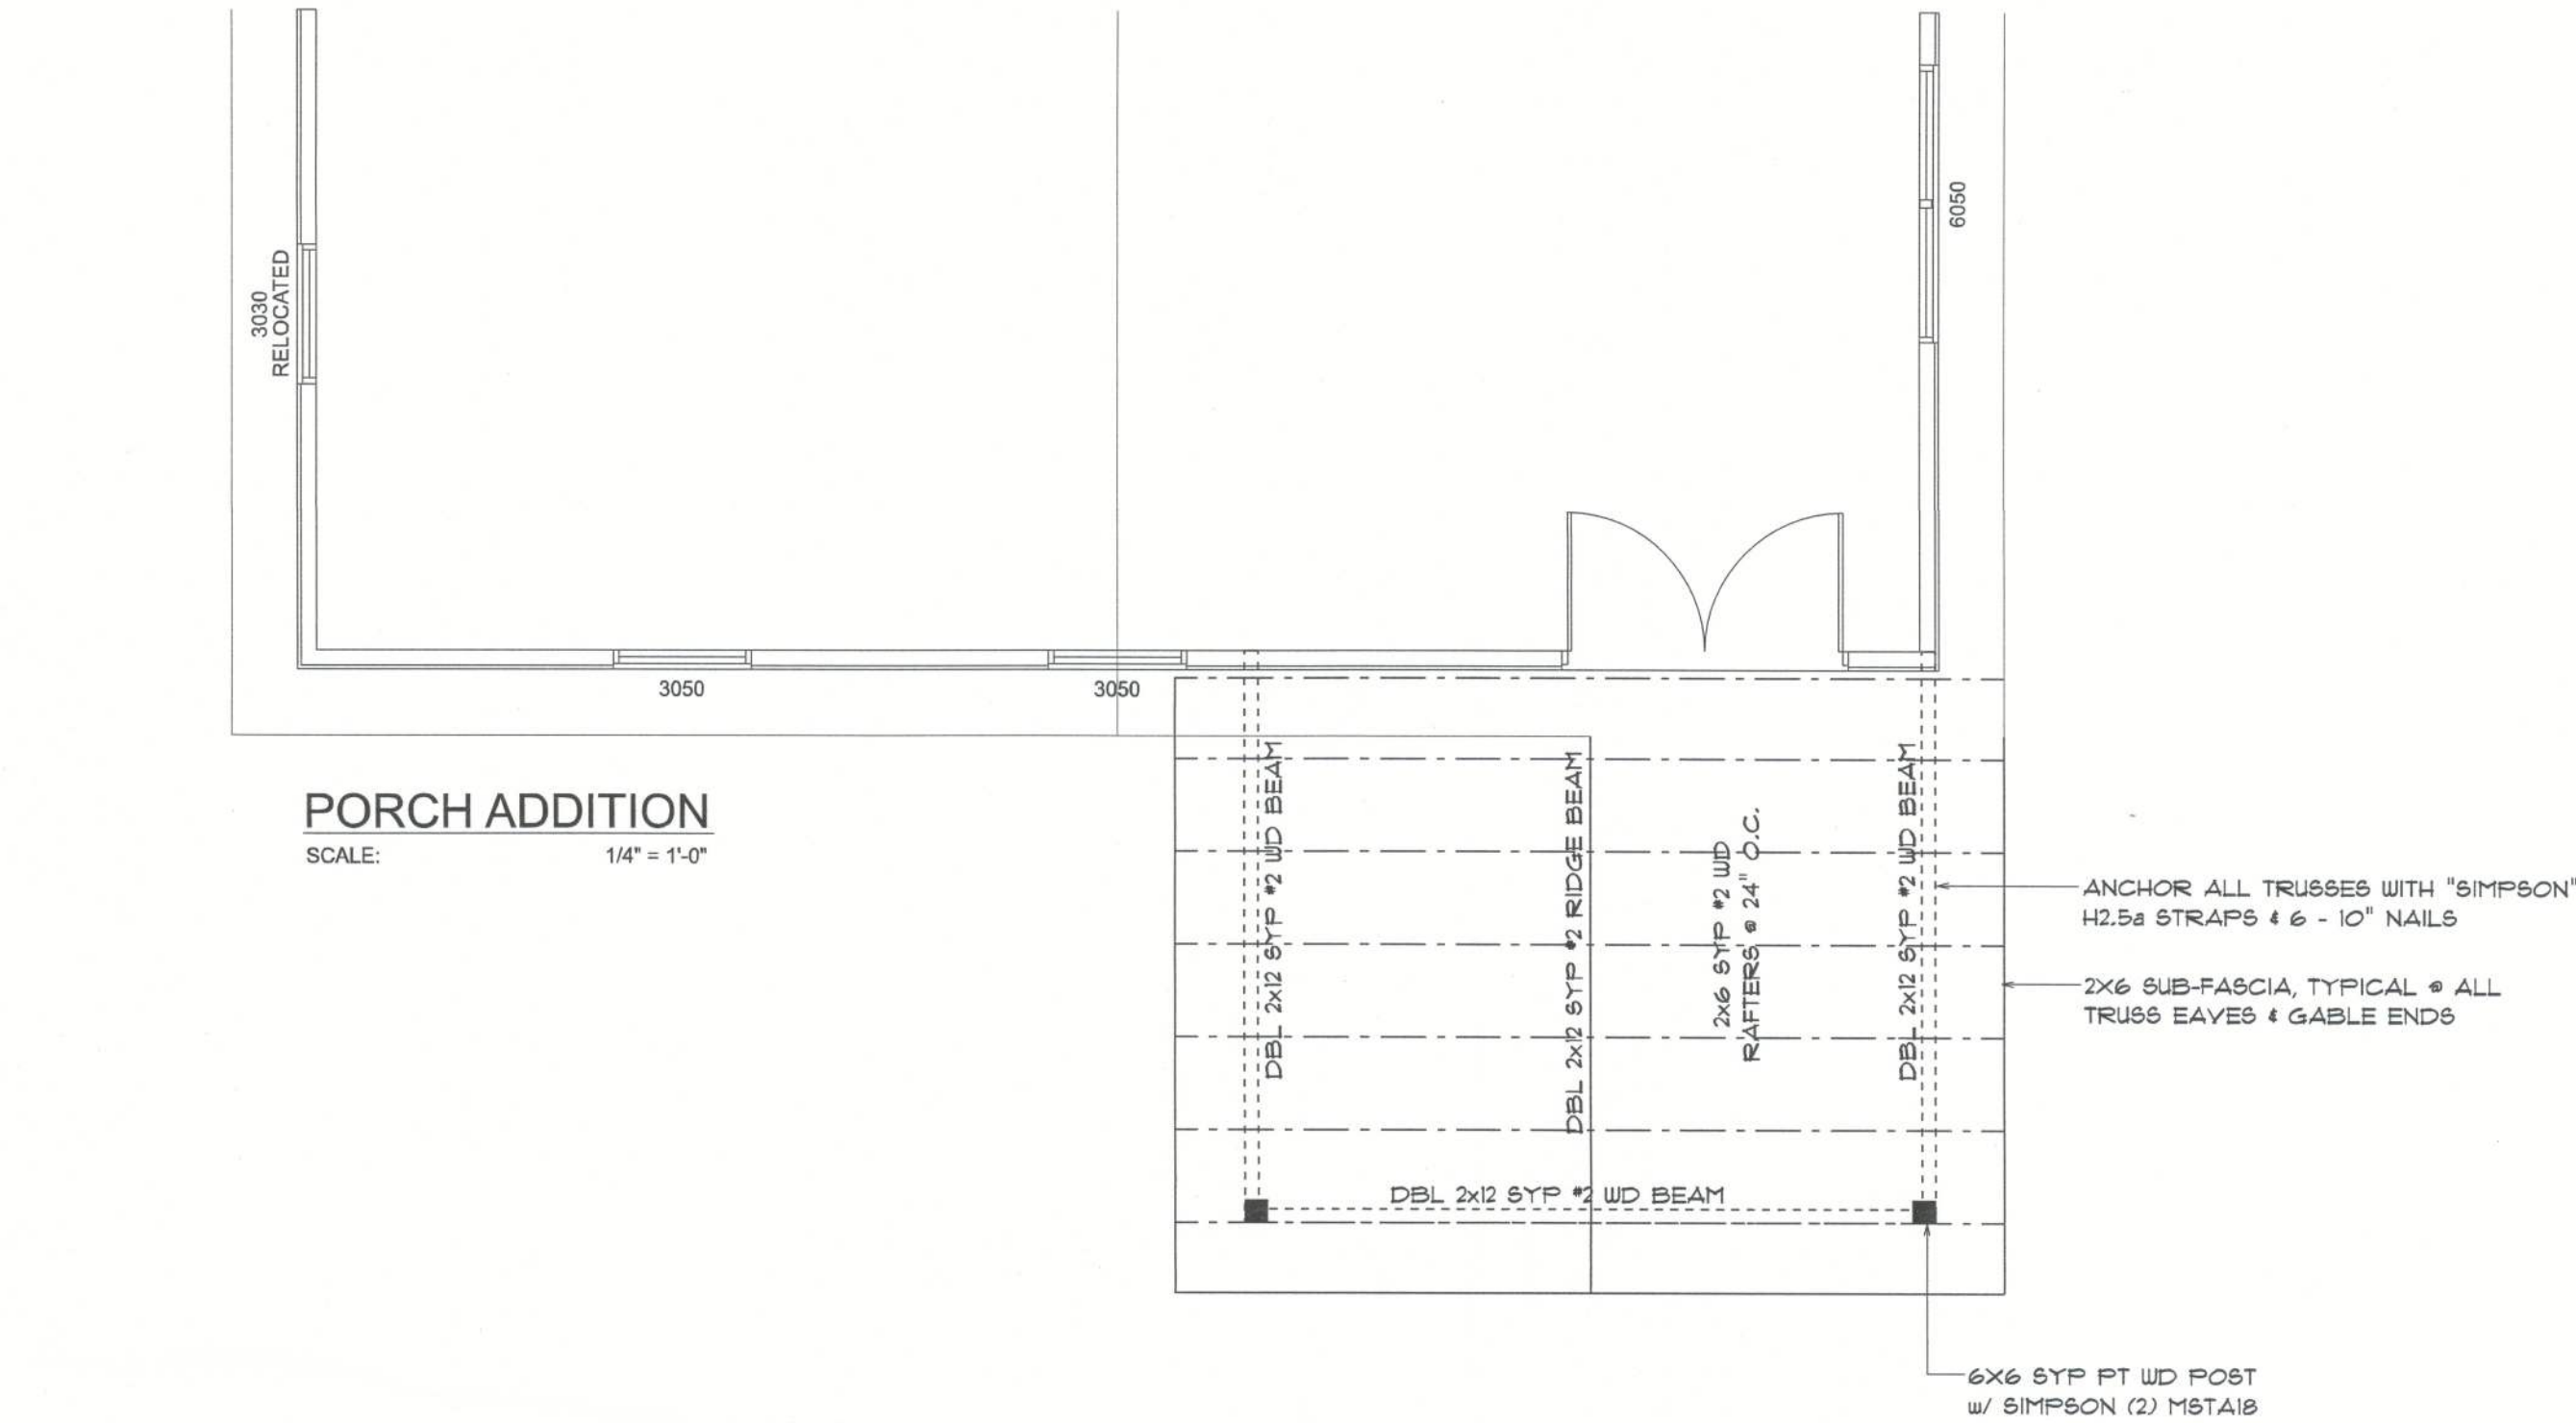 6050
3030
RELOCATED
3050
3050
PORCH ADDITION
SCALE: 1/4" = 1'-0"
DBL 2x12 SYP #2 WD BEAM
DBL 2x12 SYP #2 RIDGE BEAM
2x6 SYP #2 WD
RAFTERS @ 24" O.C.
DBL 2x12 SYP #2 WD BEAM
DBL 2x12 SYP #2 WD BEAM
ANCHOR ALL TRUSSES WITH "SIMPSON"
H2.5a STRAPS & 6 - 10" NAILS
2X6 SUB-FASCIA, TYPICAL @ ALL
TRUSS EAVES & GABLE ENDS
6X6 SYP PT WD POST
w/ SIMPSON (2) MSTA18